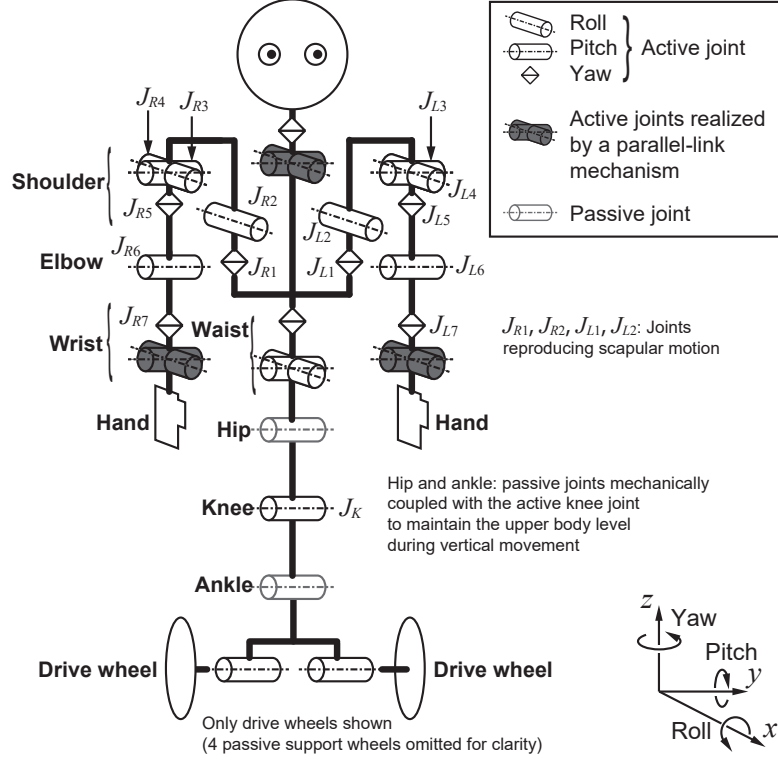 Roll
Pitch
Yaw
Active joint
Active joints realized
by a parallel-link
mechanism
Passive joint
J_R4
J_R3
J_L3
Shoulder
J_R2
J_L4
J_R5
J_L2
J_L5
J_R6
Elbow
J_R1
J_L1
J_L6
J_R7
Waist
J_L7
Wrist
J_R1, J_R2, J_L1, J_L2: Joints
reproducing scapular motion
Hand
Hip
Hand
Hip and ankle: passive joints mechanically
coupled with the active knee joint
to maintain the upper body level
during vertical movement
Knee
J_K
Ankle
Drive wheel
Drive wheel
Only drive wheels shown
(4 passive support wheels omitted for clarity)
z
Yaw
Pitch
y
Roll
x